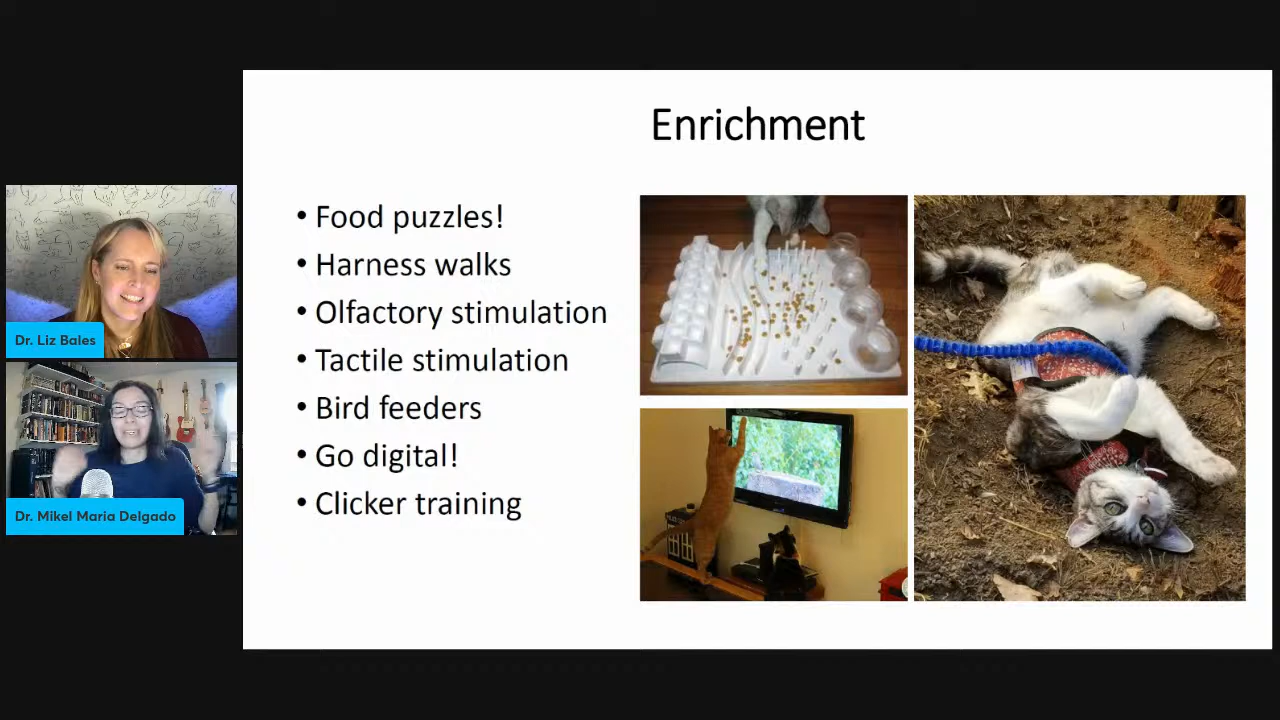 Enrichment
• Food puzzles!
• Harness walks
• Olfactory stimulation
• Tactile stimulation
• Bird feeders
• Go digital!
• Clicker training
Dr. Liz Bales
Dr. Mikel Maria Delgado